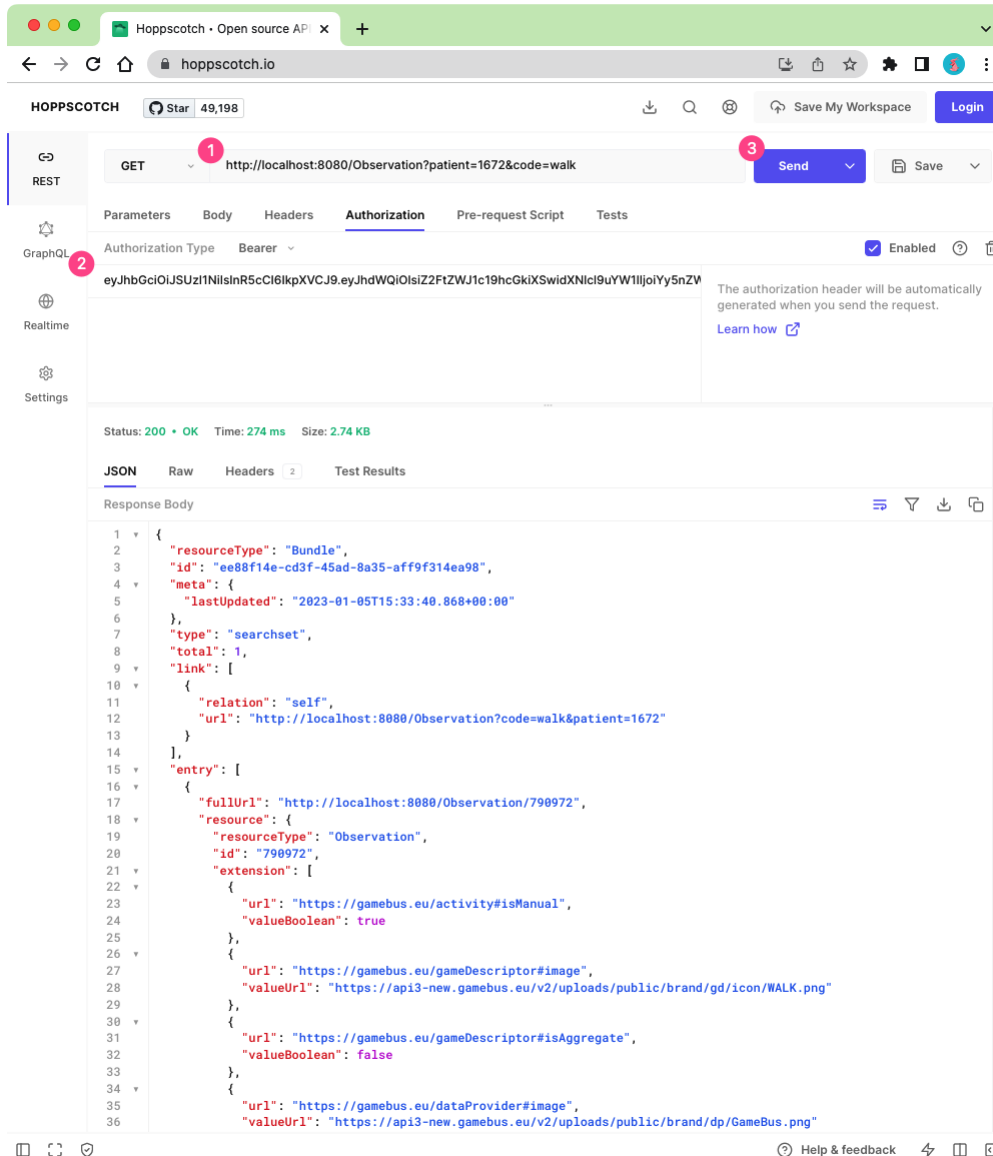 Hoppscotch • Open source AP
hoppscotch.io
HOPPSCOTCH
Star 49,198
Save My Workspace
Login
REST
GraphQL
Realtime
Settings
1
2
3
GET
http://localhost:8080/Observation?patient=1672&code=walk
Send
Save
Parameters Body Headers Authorization Pre-request Script Tests
Authorization Type Bearer
Enabled
The authorization header will be automatically
generated when you send the request.
Learn how
Status: 200 • OK Time: 274 ms Size: 2.74 KB
JSON Raw Headers 2 Test Results
Response Body
1 {
2 "resourceType": "Bundle",
3 "id": "ee88f14e-cd3f-45ad-8a35-aff9f314ea98",
4 "meta": {
5 "lastUpdated": "2023-01-05T15:33:40.868+00:00"
6 },
7 "type": "searchset",
8 "total": 1,
9 "link": [
10 {
11 "relation": "self",
12 "url": "http://localhost:8080/Observation?code=walk&patient=1672"
13 }
14 ],
15 "entry": [
16 {
17 "fullUrl": "http://localhost:8080/Observation/790972",
18 "resource": {
19 "resourceType": "Observation",
20 "id": "790972",
21 "extension": [
22 {
23 "url": "https://gamebus.eu/activity#isManual",
24 "valueBoolean": true
25 },
26 {
27 "url": "https://gamebus.eu/gameDescriptor#image",
28 "valueUrl": "https://api3-new.gamebus.eu/v2/uploads/public/brand/gd/icon/WALK.png"
29 },
30 {
31 "url": "https://gamebus.eu/gameDescriptor#isAggregate",
32 "valueBoolean": false
33 },
34 {
35 "url": "https://gamebus.eu/dataProvider#image",
36 "valueUrl": "https://api3-new.gamebus.eu/v2/uploads/public/brand/dp/GameBus.png"
Help & feedback